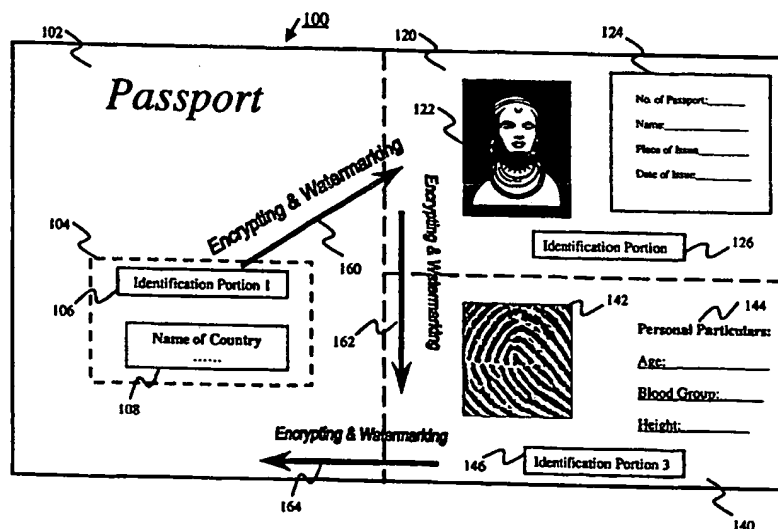 100
102
Passport
104
106
Identification Portion 1
Name of Country
......
108
Encrypting & Watermarking
160
120
122
124
No. of Passport:
Name:
Place of Issue
Date of Issue:
Identification Portion
126
Encrypting & Watermarking
162
142
144
Personal Particulars:
Age:
Blood Group:
Height:
146
Identification Portion 3
140
Encrypting & Watermarking
164